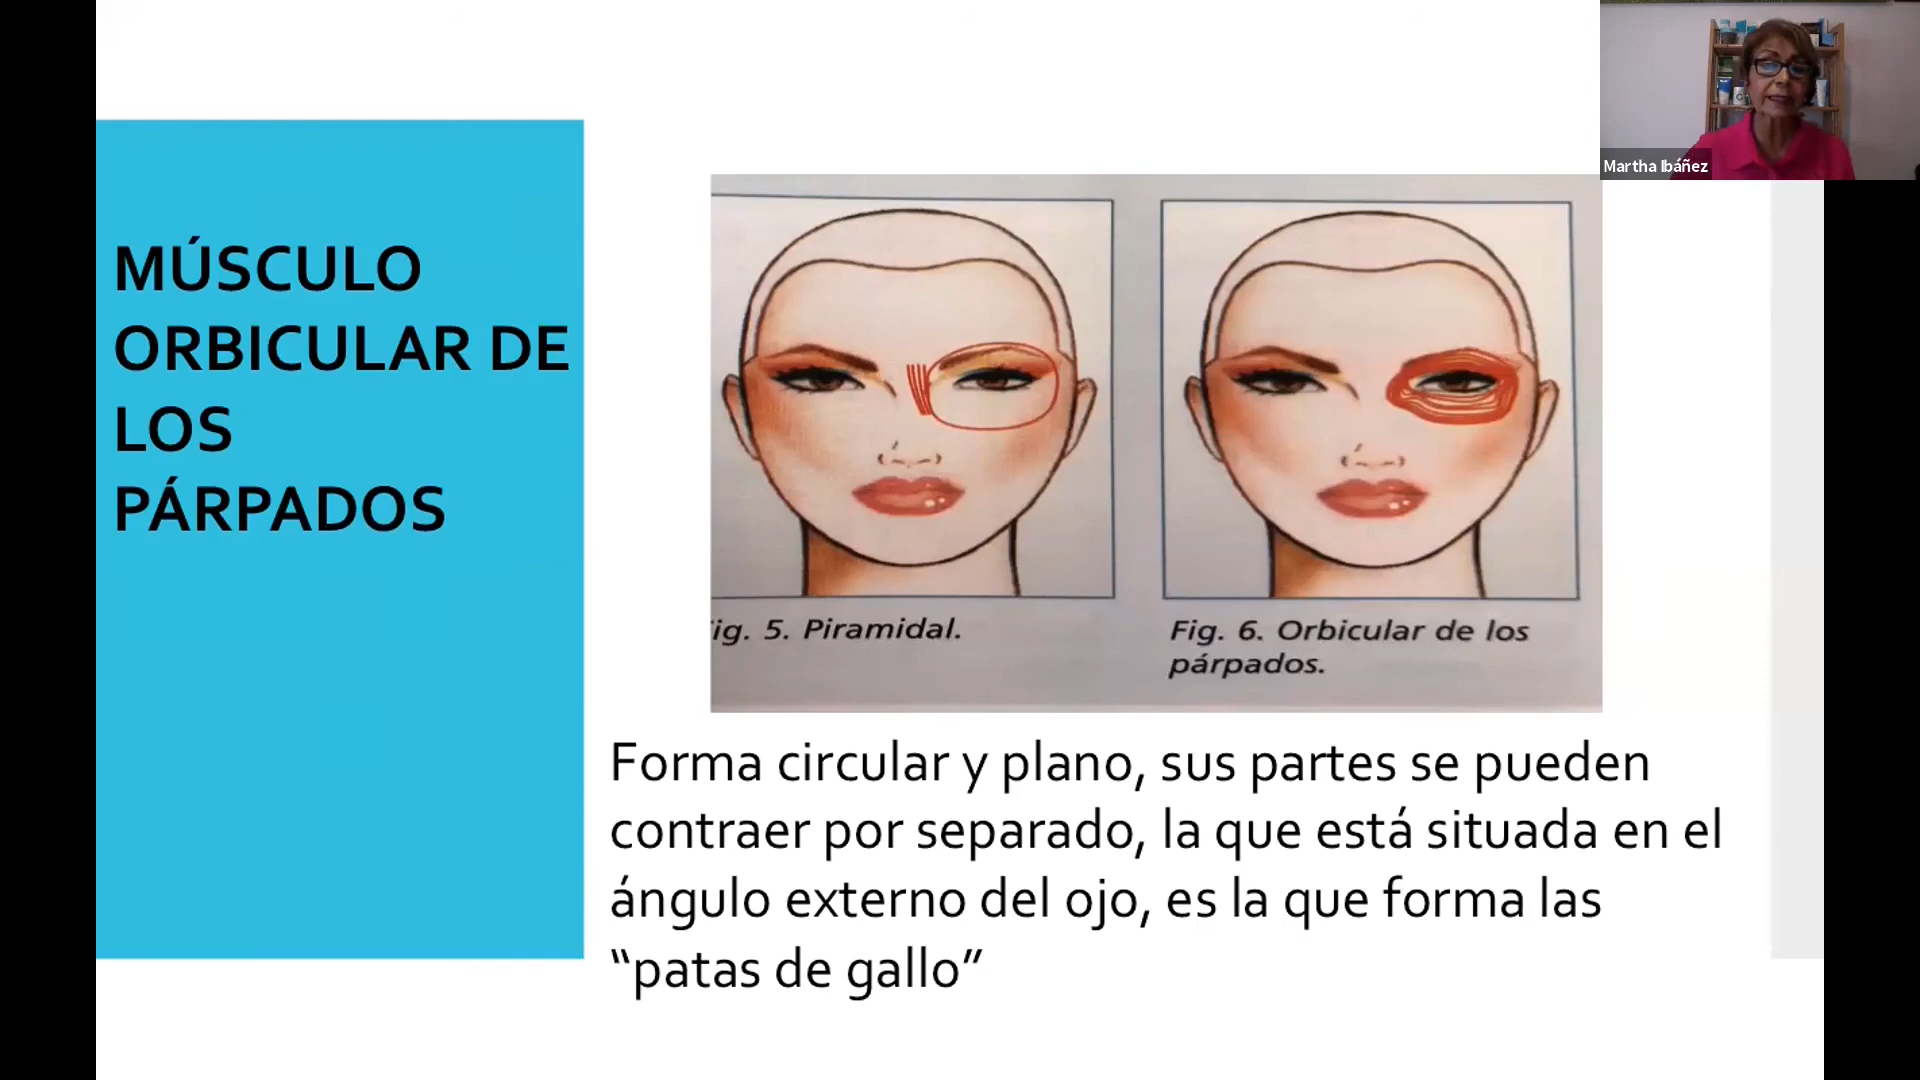 MÚSCULO
ORBICULAR DE
LOS
PÁRPADOS
ig. 5. Piramidal.
Fig. 6. Orbicular de los
párpados.
Forma circular y plano, sus partes se pueden
contraer por separado, la que está situada en el
ángulo externo del ojo, es la que forma las
“patas de gallo”
Martha Ibáñez